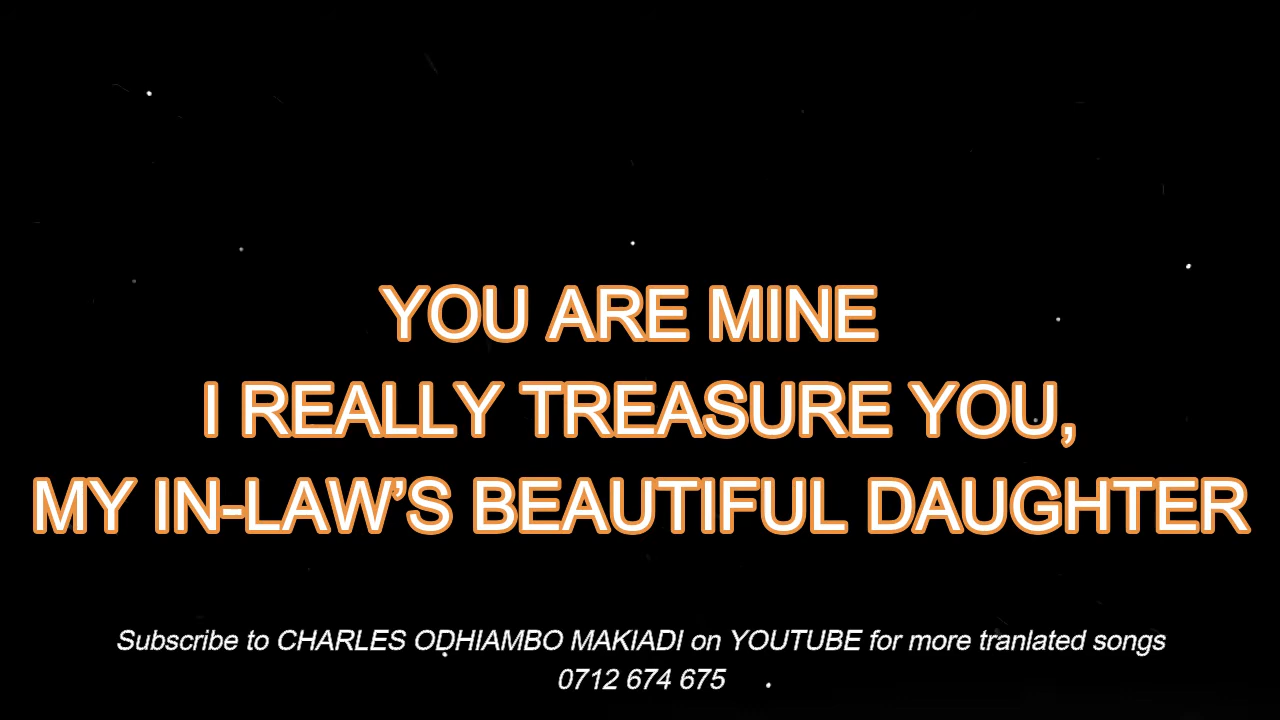 YOU ARE MINE
I REALLY TREASURE YOU,
MY IN-LAW’S BEAUTIFUL DAUGHTER
Subscribe to CHARLES ODHIAMBO MAKIADI on YOUTUBE for more tranlated songs
0712 674 675